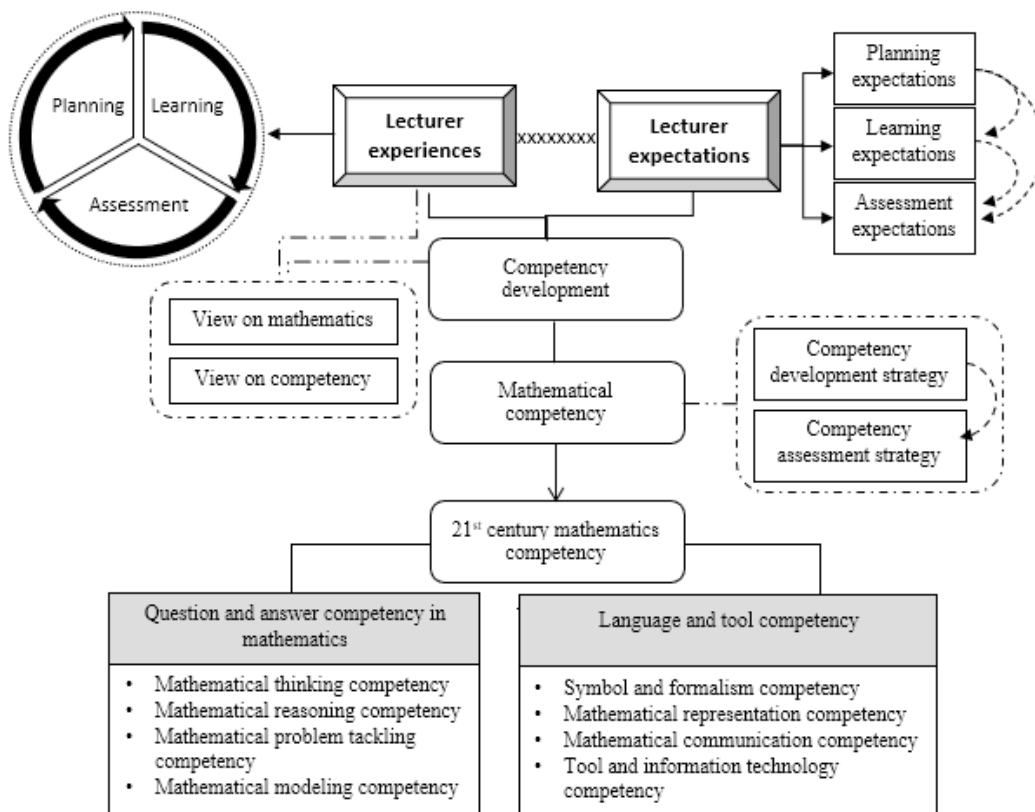 Planning
Learning
Assessment
Lecturer
experiences
xxxxxxxx
Lecturer
expectations
Planning
expectations
Learning
expectations
Assessment
expectations
Competency
development
View on mathematics
View on competency
Mathematical
competency
Competency
development strategy
Competency
assessment strategy
21st century mathematics
competency
Question and answer competency in
mathematics
• Mathematical thinking competency
• Mathematical reasoning competency
• Mathematical problem tackling
competency
• Mathematical modeling competency
Language and tool competency
• Symbol and formalism competency
• Mathematical representation competency
• Mathematical communication competency
• Tool and information technology
competency